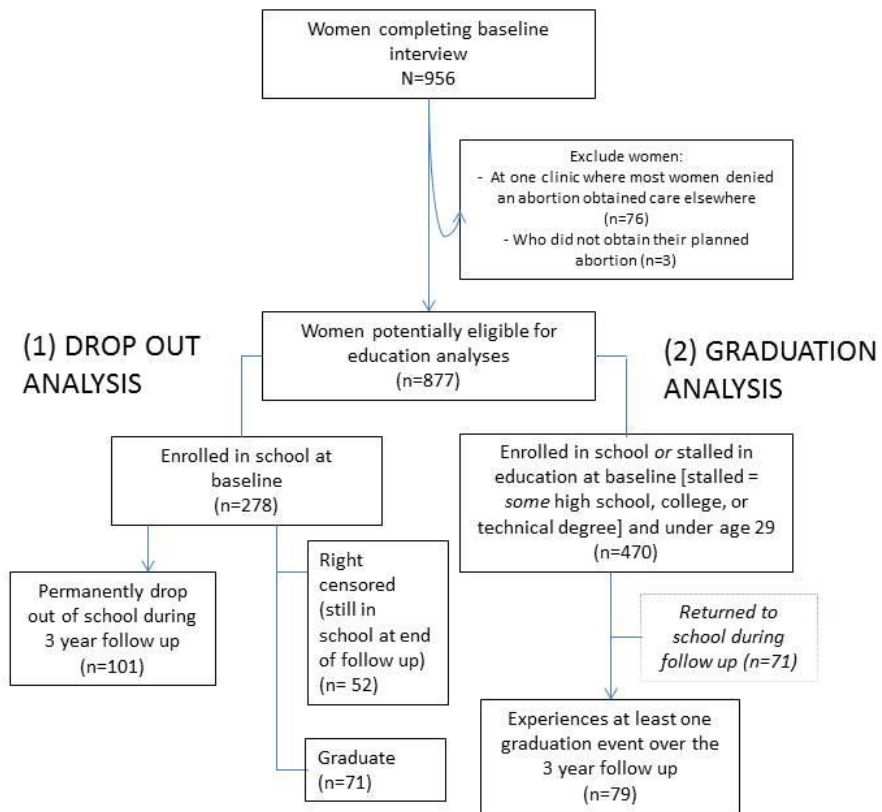 Women completing baseline
interview
N=956
Exclude women:
- At one clinic where most women denied
an abortion obtained care elsewhere
(n=76)
- Who did not obtain their planned
abortion (n=3)
Women potentially eligible for
education analyses
(n=877)
(1) DROP OUT
ANALYSIS
(2) GRADUATION
ANALYSIS
Enrolled in school at
baseline
(n=278)
Enrolled in school or stalled in
education at baseline [stalled =
some high school, college, or
technical degree] and under age 29
(n=470)
Permanently drop
out of school during
3 year follow up
(n=101)
Right
censored
(still in
school at end
of follow up)
(n= 52)
Returned to
school during
follow up (n=71)
Graduate
(n=71)
Experiences at least one
graduation event over the
3 year follow up
(n=79)